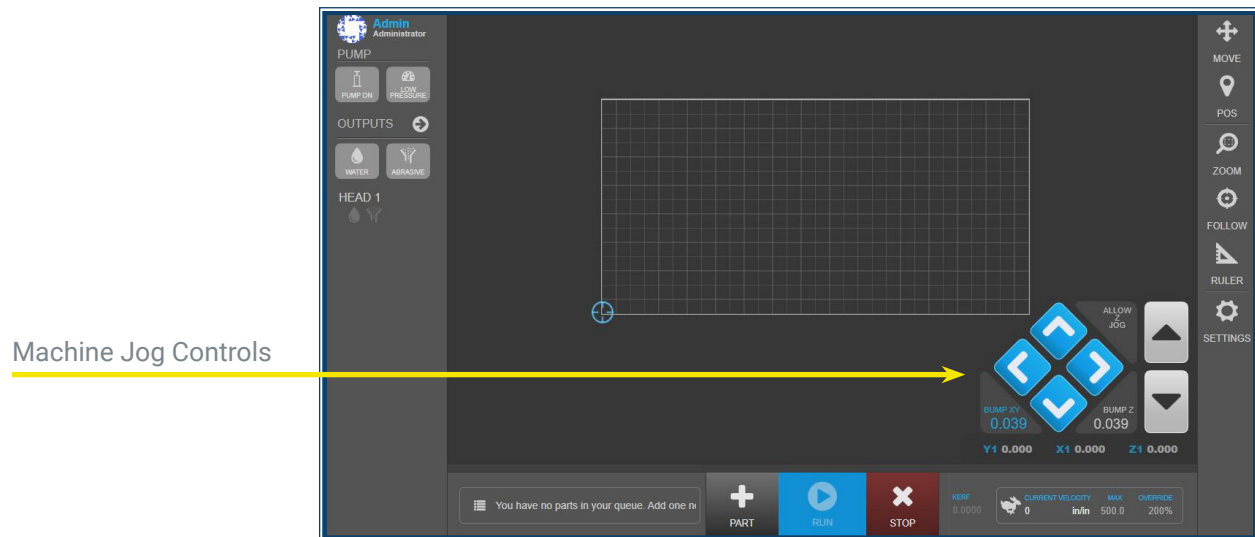 Admin
Administrator
PUMP
PUMP ON
LOW
PRESSURE
OUTPUTS
WATER
ABRASIVE
HEAD 1
Machine Jog Controls
MOVE
POS
ZOOM
FOLLOW
RULER
SETTINGS
ALLOW
Z
JOG
BUMP XY
0.039
BUMP Z
0.039
Y1 0.000 X1 0.000 Z1 0.000
You have no parts in your queue. Add one n
PART
RUN
STOP
KERF
0.0000
CURRENT VELOCITY MAX OVERRIDE
0 in/in 500.0 200%